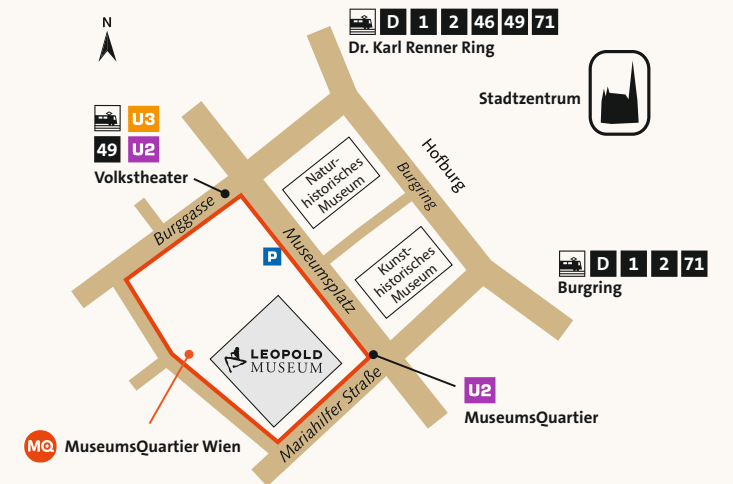 N
D 1 2 46 49 71
Dr. Karl Renner Ring
Stadtzentrum
U3
49 U2
Volkstheater
Natur-
historisches
Museum
Hofburg
Burgring
Burggasse
P
Museumsplatz
Kunst-
historisches
Museum
D 1 2 71
Burgring
LEOPOLD
MUSEUM
Mariahilfer Straße
U2
MuseumsQuartier
MQ MuseumsQuartier Wien